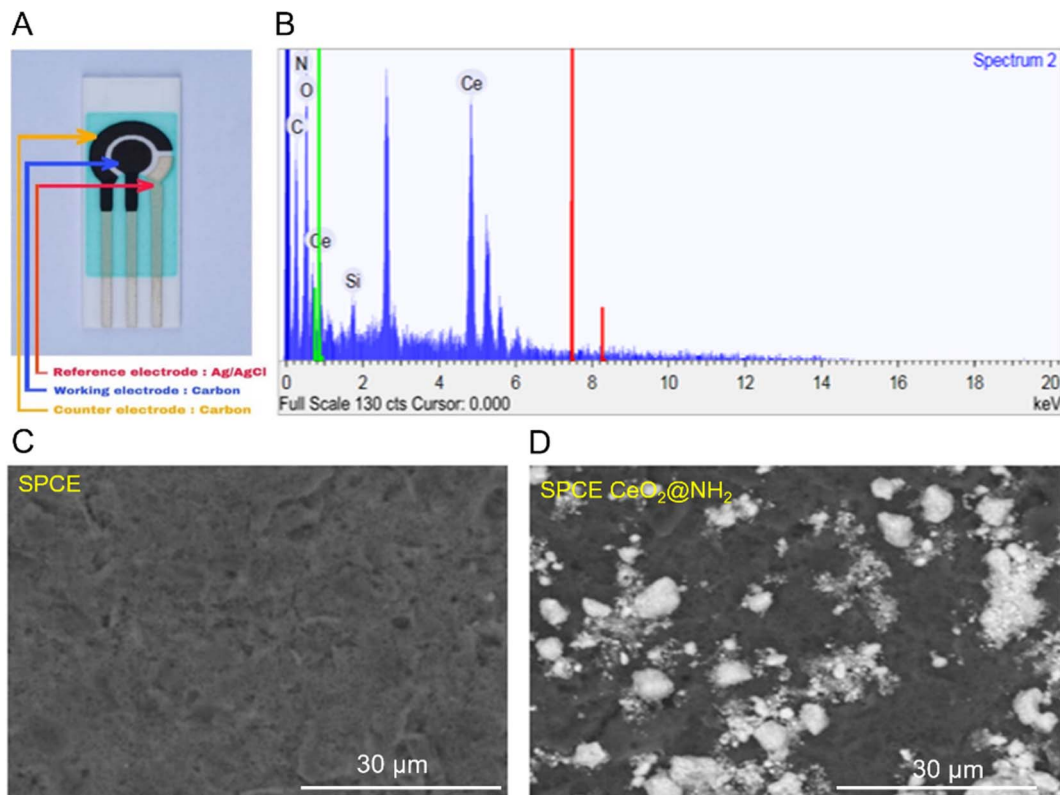 A
Reference electrode : Ag/AgCl
Working electrode : Carbon
Counter electrode : Carbon
B
Spectrum 2
N
O
C
Ce
Si
Ce
0 2 4 6 8 10 12 14 16 18 20
Full Scale 130 cts Cursor: 0.000
keV
C
SPCE
30 µm
D
SPCE CeO₂@NH₂
30 µm